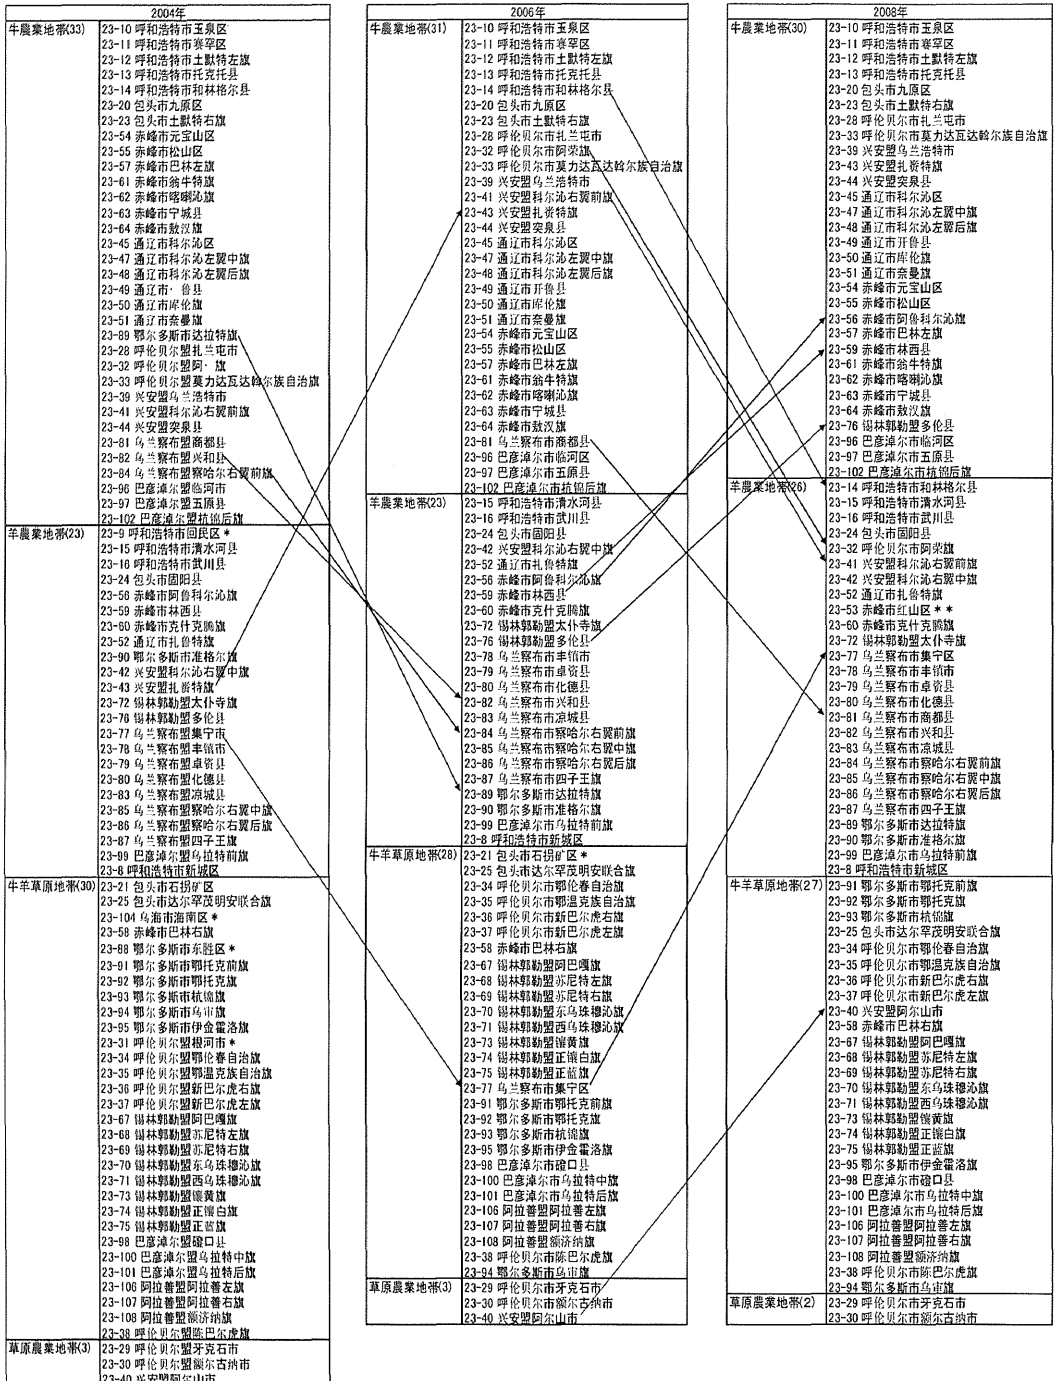 2004年
牛農業地帯(33)
23-10 呼和浩特市玉泉区
23-11 呼和浩特市赛罕区
23-12 呼和浩特市土默特左旗
23-13 呼和浩特市托克托县
23-14 呼和浩特市和林格尔县
23-20 包头市九原区
23-23 包头市土默特右旗
23-54 赤峰市元宝山区
23-55 赤峰市松山区
23-57 赤峰市巴林左旗
23-61 赤峰市翁牛特旗
23-62 赤峰市喀喇沁旗
23-63 赤峰市宁城县
23-64 赤峰市敖汉旗
23-45 通辽市科尔沁区
23-47 通辽市科尔沁左翼中旗
23-48 通辽市科尔沁左翼后旗
23-49 通辽市· 鲁县
23-50 通辽市库伦旗
23-51 通辽市奈曼旗
23-89 鄂尔多斯市达拉特旗
23-28 呼伦贝尔盟扎兰屯市
23-32 呼伦贝尔盟阿· 旗
23-33 呼伦贝尔盟莫力达瓦达斡尔族自治旗
23-39 兴安盟乌兰浩特市
23-41 兴安盟科尔沁右翼前旗
23-44 兴安盟突泉县
23-81 乌兰察布盟商都县
23-82 乌兰察布盟兴和县
23-84 乌兰察布盟察哈尔右翼前旗
23-96 巴彦淖尔盟临河市
23-97 巴彦淖尔盟五原县
23-102 巴彦淖尔盟杭锦后旗
羊農業地帯(23)
23-9 呼和浩特市回民区*
23-15 呼和浩特市清水河县
23-16 呼和浩特市武川县
23-24 包头市固阳县
23-56 赤峰市阿鲁科尔沁旗
23-59 赤峰市林西县
23-60 赤峰市克什克腾旗
23-52 通辽市扎鲁特旗
23-90 鄂尔多斯市准格尔旗
23-42 兴安盟科尔沁右翼中旗
23-43 兴安盟扎赉特旗
23-72 锡林郭勒盟太仆寺旗
23-76 锡林郭勒盟多伦县
23-77 乌兰察布盟集宁市
23-78 乌兰察布盟丰镇市
23-79 乌兰察布盟卓资县
23-80 乌兰察布盟化德县
23-83 乌兰察布盟凉城县
23-85 乌兰察布盟察哈尔右翼中旗
23-86 乌兰察布盟察哈尔右翼后旗
23-87 乌兰察布盟四子王旗
23-99 巴彦淖尔盟乌拉特前旗
23-8 呼和浩特市新城区
牛羊草原地帯(30)
23-21 包头市石拐矿区
23-25 包头市达尔罕茂明安联合旗
23-104 乌海市海南区*
23-58 赤峰市巴林右旗
23-88 鄂尔多斯市东胜区*
23-91 鄂尔多斯市鄂托克前旗
23-92 鄂尔多斯市鄂托克旗
23-93 鄂尔多斯市杭锦旗
23-94 鄂尔多斯市乌审旗
23-95 鄂尔多斯市伊金霍洛旗
23-31 呼伦贝尔盟根河市*
23-34 呼伦贝尔盟鄂伦春自治旗
23-35 呼伦贝尔盟鄂温克族自治旗
23-36 呼伦贝尔盟新巴尔虎右旗
23-37 呼伦贝尔盟新巴尔虎左旗
23-67 锡林郭勒盟阿巴嘎旗
23-68 锡林郭勒盟苏尼特左旗
23-69 锡林郭勒盟苏尼特右旗
23-70 锡林郭勒盟东乌珠穆沁旗
23-71 锡林郭勒盟西乌珠穆沁旗
23-73 锡林郭勒盟镶黄旗
23-74 锡林郭勒盟正镶白旗
23-75 锡林郭勒盟正蓝旗
23-98 巴彦淖尔盟磴口县
23-100 巴彦淖尔盟乌拉特中旗
23-101 巴彦淖尔盟乌拉特后旗
23-106 阿拉善盟阿拉善左旗
23-107 阿拉善盟阿拉善右旗
23-108 阿拉善盟额济纳旗
23-38 呼伦贝尔盟陈巴尔虎旗
草原農業地帯(3)
23-29 呼伦贝尔盟牙克石市
23-30 呼伦贝尔盟额尔古纳市
23-40 兴安盟阿尔山市
2006年
牛農業地帯(31)
23-10 呼和浩特市玉泉区
23-11 呼和浩特市赛罕区
23-12 呼和浩特市土默特左旗
23-13 呼和浩特市托克托县
23-14 呼和浩特市和林格尔县
23-20 包头市九原区
23-23 包头市土默特右旗
23-28 呼伦贝尔市扎兰屯市
23-32 呼伦贝尔市阿荣旗
23-33 呼伦贝尔市莫力达瓦达斡尔族自治旗
23-39 兴安盟乌兰浩特市
23-41 兴安盟科尔沁右翼前旗
23-43 兴安盟扎赉特旗
23-44 兴安盟突泉县
23-45 通辽市科尔沁区
23-47 通辽市科尔沁左翼中旗
23-48 通辽市科尔沁左翼后旗
23-49 通辽市开鲁县
23-50 通辽市库伦旗
23-51 通辽市奈曼旗
23-54 赤峰市元宝山区
23-55 赤峰市松山区
23-57 赤峰市巴林左旗
23-61 赤峰市翁牛特旗
23-62 赤峰市喀喇沁旗
23-63 赤峰市宁城县
23-64 赤峰市敖汉旗
23-81 乌兰察布市商都县
23-96 巴彦淖尔市临河区
23-97 巴彦淖尔市五原县
23-102 巴彦淖尔市杭锦后旗
羊農業地帯(23)
23-15 呼和浩特市清水河县
23-16 呼和浩特市武川县
23-24 包头市固阳县
23-42 兴安盟科尔沁右翼中旗
23-52 通辽市扎鲁特旗
23-56 赤峰市阿鲁科尔沁旗
23-59 赤峰市林西县
23-60 赤峰市克什克腾旗
23-72 锡林郭勒盟太仆寺旗
23-76 锡林郭勒盟多伦县
23-78 乌兰察布市丰镇市
23-79 乌兰察布市卓资县
23-80 乌兰察布市化德县
23-82 乌兰察布市兴和县
23-83 乌兰察布市凉城县
23-84 乌兰察布市察哈尔右翼前旗
23-85 乌兰察布市察哈尔右翼中旗
23-86 乌兰察布市察哈尔右翼后旗
23-87 乌兰察布市四子王旗
23-89 鄂尔多斯市达拉特旗
23-90 鄂尔多斯市准格尔旗
23-99 巴彦淖尔市乌拉特前旗
23-8 呼和浩特市新城区
牛羊草原地帯(28)
23-21 包头市石拐矿区*
23-25 包头市达尔罕茂明安联合旗
23-34 呼伦贝尔市鄂伦春自治旗
23-35 呼伦贝尔市鄂温克族自治旗
23-36 呼伦贝尔市新巴尔虎右旗
23-37 呼伦贝尔市新巴尔虎左旗
23-58 赤峰市巴林右旗
23-67 锡林郭勒盟阿巴嘎旗
23-68 锡林郭勒盟苏尼特左旗
23-69 锡林郭勒盟苏尼特右旗
23-70 锡林郭勒盟东乌珠穆沁旗
23-71 锡林郭勒盟西乌珠穆沁旗
23-73 锡林郭勒盟镶黄旗
23-74 锡林郭勒盟正镶白旗
23-75 锡林郭勒盟正蓝旗
23-77 乌兰察布市集宁区
23-91 鄂尔多斯市鄂托克前旗
23-92 鄂尔多斯市鄂托克旗
23-93 鄂尔多斯市杭锦旗
23-95 鄂尔多斯市伊金霍洛旗
23-98 巴彦淖尔市磴口县
23-100 巴彦淖尔市乌拉特中旗
23-101 巴彦淖尔市乌拉特后旗
23-106 阿拉善盟阿拉善左旗
23-107 阿拉善盟阿拉善右旗
23-108 阿拉善盟额济纳旗
23-38 呼伦贝尔市陈巴尔虎旗
23-94 鄂尔多斯市乌审旗
草原農業地帯(3)
23-29 呼伦贝尔市牙克石市
23-30 呼伦贝尔市额尔古纳市
23-40 兴安盟阿尔山市
2008年
牛農業地帯(30)
23-10 呼和浩特市玉泉区
23-11 呼和浩特市赛罕区
23-12 呼和浩特市土默特左旗
23-13 呼和浩特市托克托县
23-20 包头市九原区
23-23 包头市土默特右旗
23-28 呼伦贝尔市扎兰屯市
23-33 呼伦贝尔市莫力达瓦达斡尔族自治旗
23-39 兴安盟乌兰浩特市
23-43 兴安盟扎赉特旗
23-44 兴安盟突泉县
23-45 通辽市科尔沁区
23-47 通辽市科尔沁左翼中旗
23-48 通辽市科尔沁左翼后旗
23-49 通辽市开鲁县
23-50 通辽市库伦旗
23-51 通辽市奈曼旗
23-54 赤峰市元宝山区
23-55 赤峰市松山区
23-56 赤峰市阿鲁科尔沁旗
23-57 赤峰市巴林左旗
23-59 赤峰市林西县
23-61 赤峰市翁牛特旗
23-62 赤峰市喀喇沁旗
23-63 赤峰市宁城县
23-64 赤峰市敖汉旗
23-76 锡林郭勒盟多伦县
23-96 巴彦淖尔市临河区
23-97 巴彦淖尔市五原县
23-102 巴彦淖尔市杭锦后旗
羊農業地帯(26)
23-14 呼和浩特市和林格尔县
23-15 呼和浩特市清水河县
23-16 呼和浩特市武川县
23-24 包头市固阳县
23-32 呼伦贝尔市阿荣旗
23-41 兴安盟科尔沁右翼前旗
23-42 兴安盟科尔沁右翼中旗
23-52 通辽市扎鲁特旗
23-53 赤峰市红山区**
23-60 赤峰市克什克腾旗
23-72 锡林郭勒盟太仆寺旗
23-77 乌兰察布市集宁区
23-78 乌兰察布市丰镇市
23-79 乌兰察布市卓资县
23-80 乌兰察布市化德县
23-81 乌兰察布市商都县
23-82 乌兰察布市兴和县
23-83 乌兰察布市凉城县
23-84 乌兰察布市察哈尔右翼前旗
23-85 乌兰察布市察哈尔右翼中旗
23-86 乌兰察布市察哈尔右翼后旗
23-87 乌兰察布市四子王旗
23-89 鄂尔多斯市达拉特旗
23-90 鄂尔多斯市准格尔旗
23-99 巴彦淖尔市乌拉特前旗
23-8 呼和浩特市新城区
牛羊草原地帯(27)
23-91 鄂尔多斯市鄂托克前旗
23-92 鄂尔多斯市鄂托克旗
23-93 鄂尔多斯市杭锦旗
23-25 包头市达尔罕茂明安联合旗
23-34 呼伦贝尔市鄂伦春自治旗
23-35 呼伦贝尔市鄂温克族自治旗
23-36 呼伦贝尔市新巴尔虎右旗
23-37 呼伦贝尔市新巴尔虎左旗
23-40 兴安盟阿尔山市
23-58 赤峰市巴林右旗
23-67 锡林郭勒盟阿巴嘎旗
23-68 锡林郭勒盟苏尼特左旗
23-69 锡林郭勒盟苏尼特右旗
23-70 锡林郭勒盟东乌珠穆沁旗
23-71 锡林郭勒盟西乌珠穆沁旗
23-73 锡林郭勒盟镶黄旗
23-74 锡林郭勒盟正镶白旗
23-75 锡林郭勒盟正蓝旗
23-95 鄂尔多斯市伊金霍洛旗
23-98 巴彦淖尔市磴口县
23-100 巴彦淖尔市乌拉特中旗
23-101 巴彦淖尔市乌拉特后旗
23-106 阿拉善盟阿拉善左旗
23-107 阿拉善盟阿拉善右旗
23-108 阿拉善盟额济纳旗
23-38 呼伦贝尔市陈巴尔虎旗
23-94 鄂尔多斯市乌审旗
草原農業地帯(2)
23-29 呼伦贝尔市牙克石市
23-30 呼伦贝尔市额尔古纳市